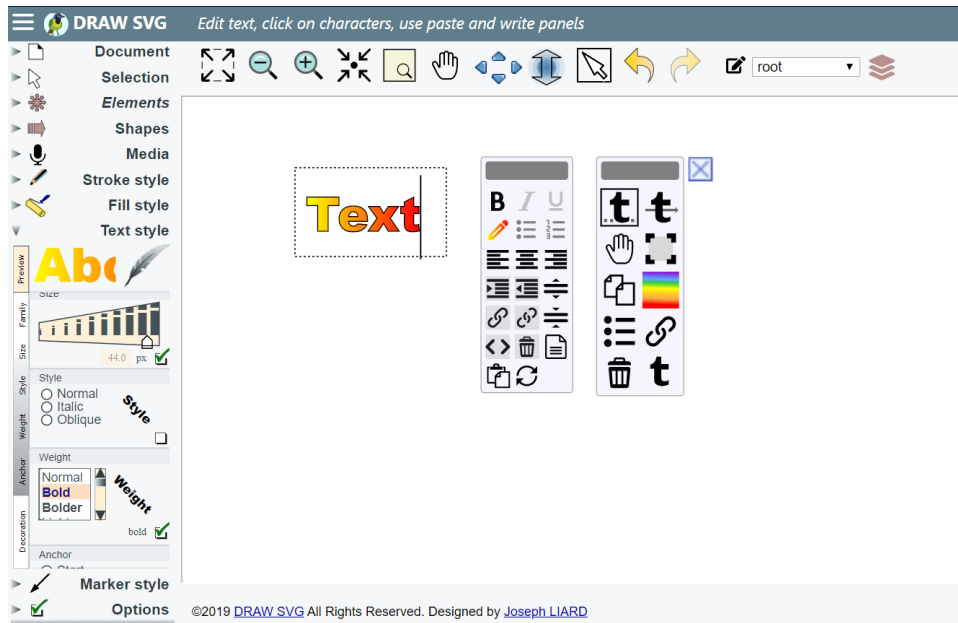 DRAW SVG
Edit text, click on characters, use paste and write panels
Document
Selection
Elements
Shapes
Media
Stroke style
Fill style
Text style
Preview
Family
Size
Style
Weight
Anchor
Decoration
Abc
Size
44.0 px
Style
Normal
Italic
Oblique
Style
Weight
Normal
Bold
Bolder
Weight
bold
Anchor
Marker style
Options
root
Text
B I U
t t
t
©2019 DRAW SVG All Rights Reserved. Designed by Joseph LIARD